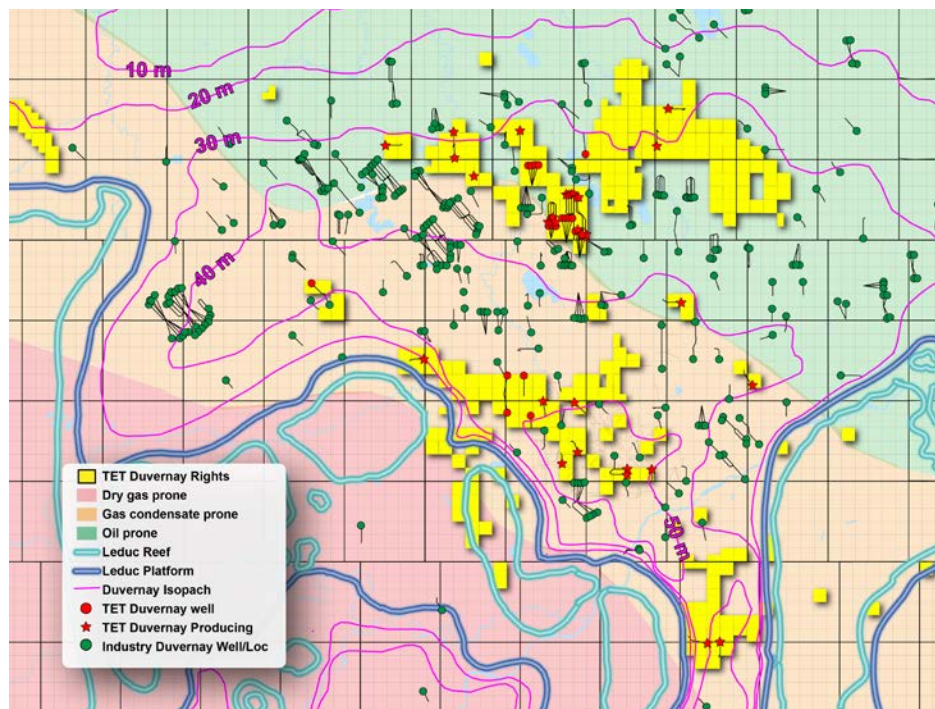 10 m
20 m
30 m
40 m
50 m
TET Duvernay Rights
Dry gas prone
Gas condensate prone
Oil prone
Leduc Reef
Leduc Platform
Duvernay Isopach
TET Duvernay well
TET Duvernay Producing
Industry Duvernay Well/Loc